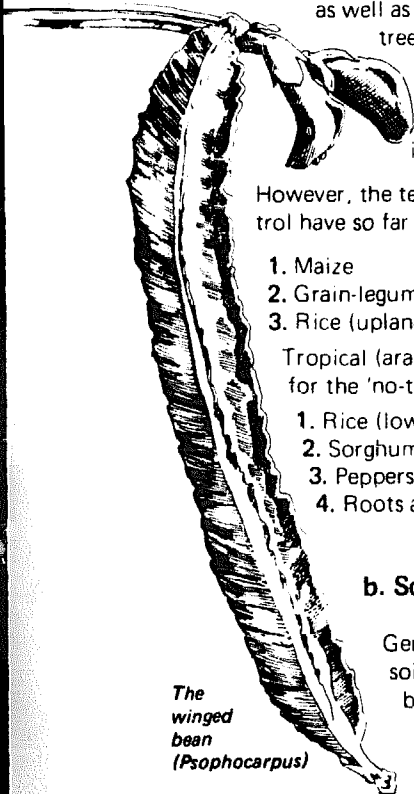 as well as
tree
However, the te
trol have so far
1. Maize
2. Grain-legum
3. Rice (uplan
Tropical (ara
for the 'no-t
1. Rice (low
2. Sorghum
3. Peppers
4. Roots a
b. So
Ger
soi
b
The
winged
bean
(Psophocarpus)